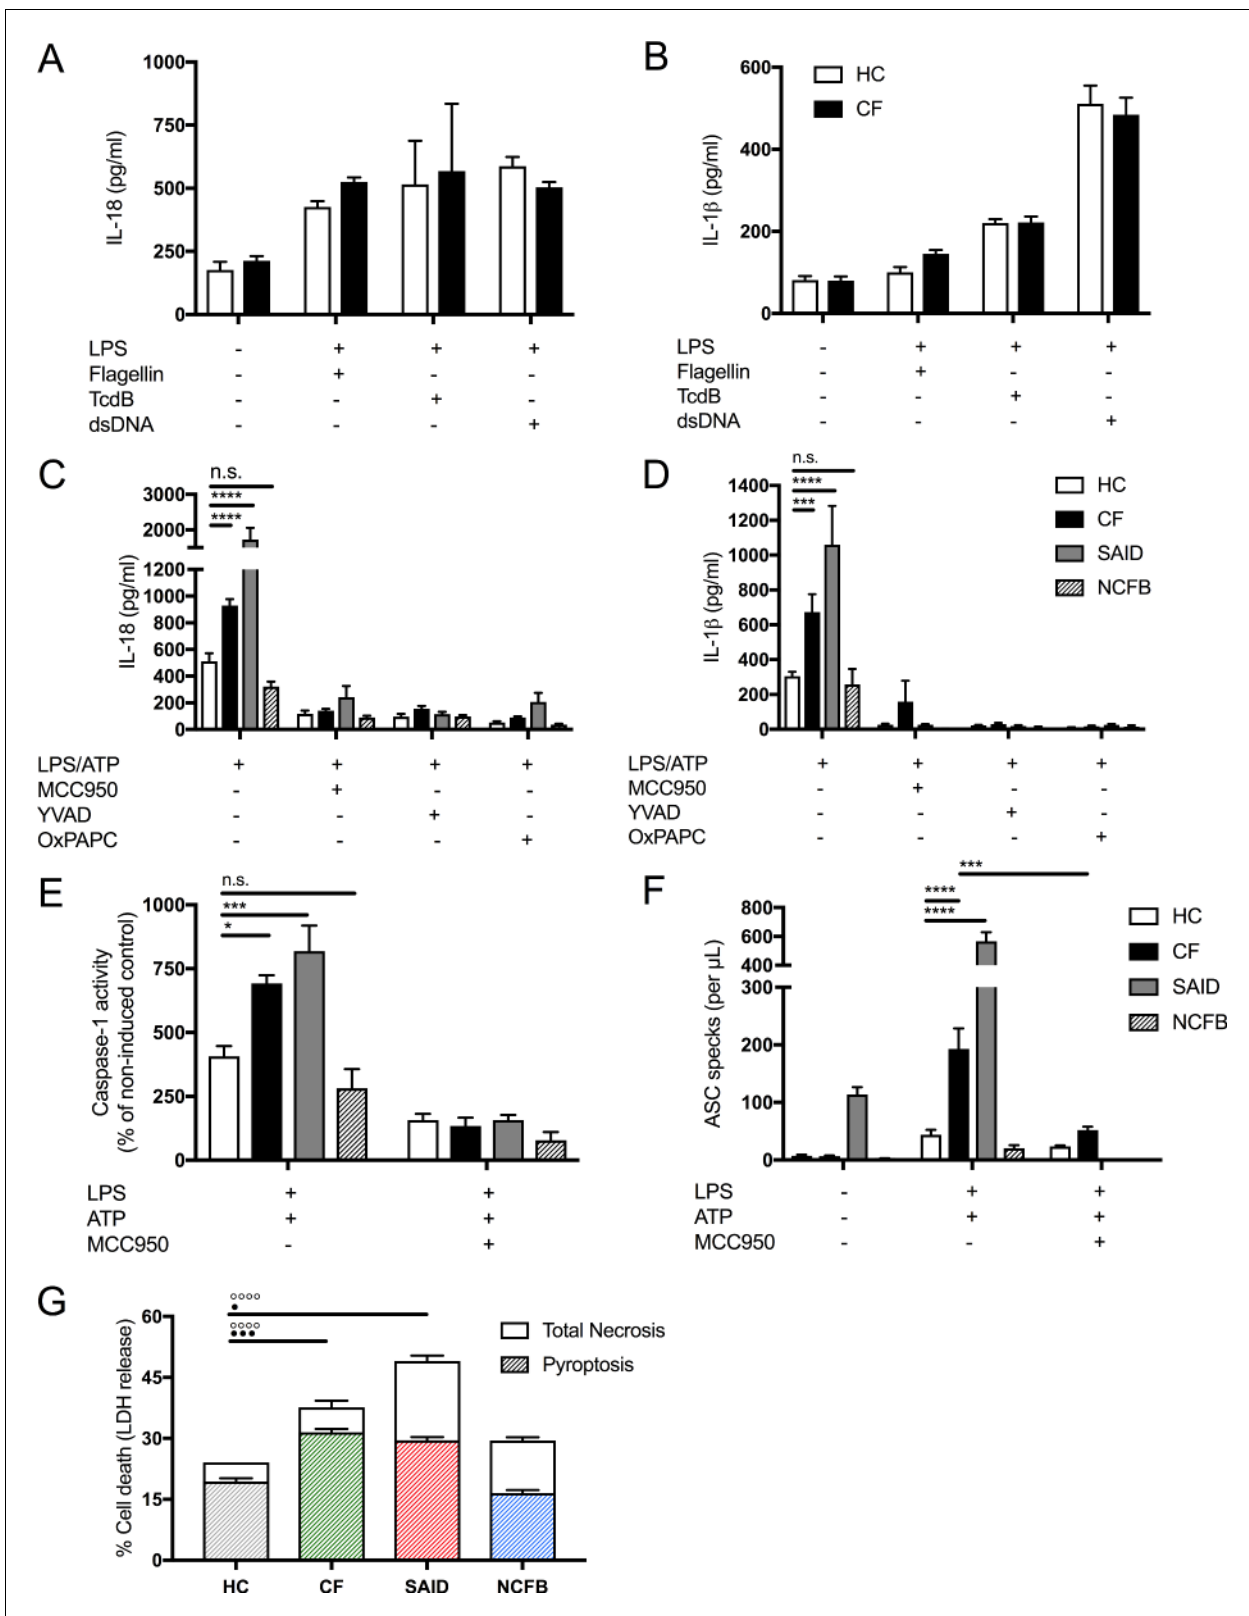 A
1000
750
500
250
0
IL-18 (pg/ml)
LPS - + + +
Flagellin - + - -
TcdB - - + -
dsDNA - - - +
B
600
400
200
0
IL-1β (pg/ml)
HC
CF
LPS - + + +
Flagellin - + - -
TcdB - - + -
dsDNA - - - +
C
n.s.
****
****
3000
2000
1200
1000
800
600
400
200
0
IL-18 (pg/ml)
LPS/ATP + + + +
MCC950 - + - -
YVAD - - + -
OxPAPC - - - +
D
n.s.
****
***
1400
1200
1000
800
600
400
200
0
IL-1β (pg/ml)
HC
CF
SAID
NCFB
LPS/ATP + + + +
MCC950 - + - -
YVAD - - + -
OxPAPC - - - +
E
n.s.
***
*
1000
750
500
250
0
Caspase-1 activity
(% of non-induced control)
LPS + +
ATP + +
MCC950 - +
F
***
****
****
800
600
400
300
200
100
0
ASC specks (per µL)
HC
CF
SAID
NCFB
LPS - + +
ATP - + +
MCC950 - - +
G
○○○○
●
○○○○
●●●
60
45
30
15
0
% Cell death (LDH release)
Total Necrosis
Pyroptosis
HC CF SAID NCFB